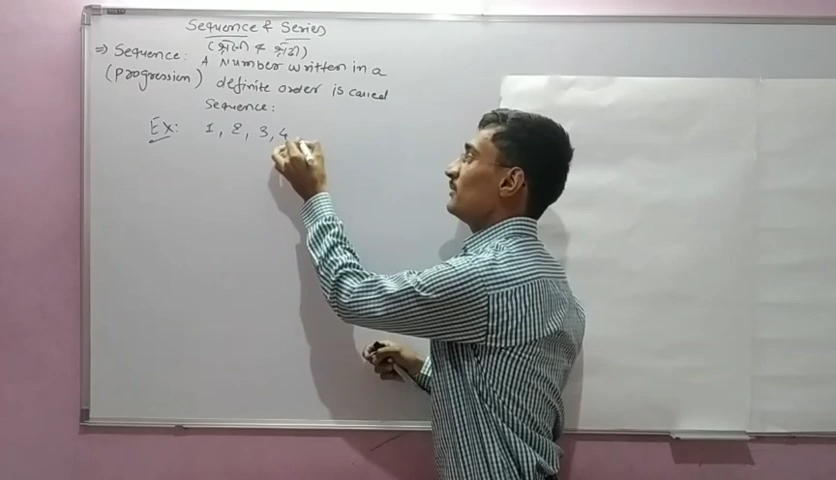 Sequence & Series
(श्रेणी & श्रेढ़ी)
⇒ Sequence: A Number written in a
(Progression) definite order is called
Sequence:
EX: 1, 2, 3, 4